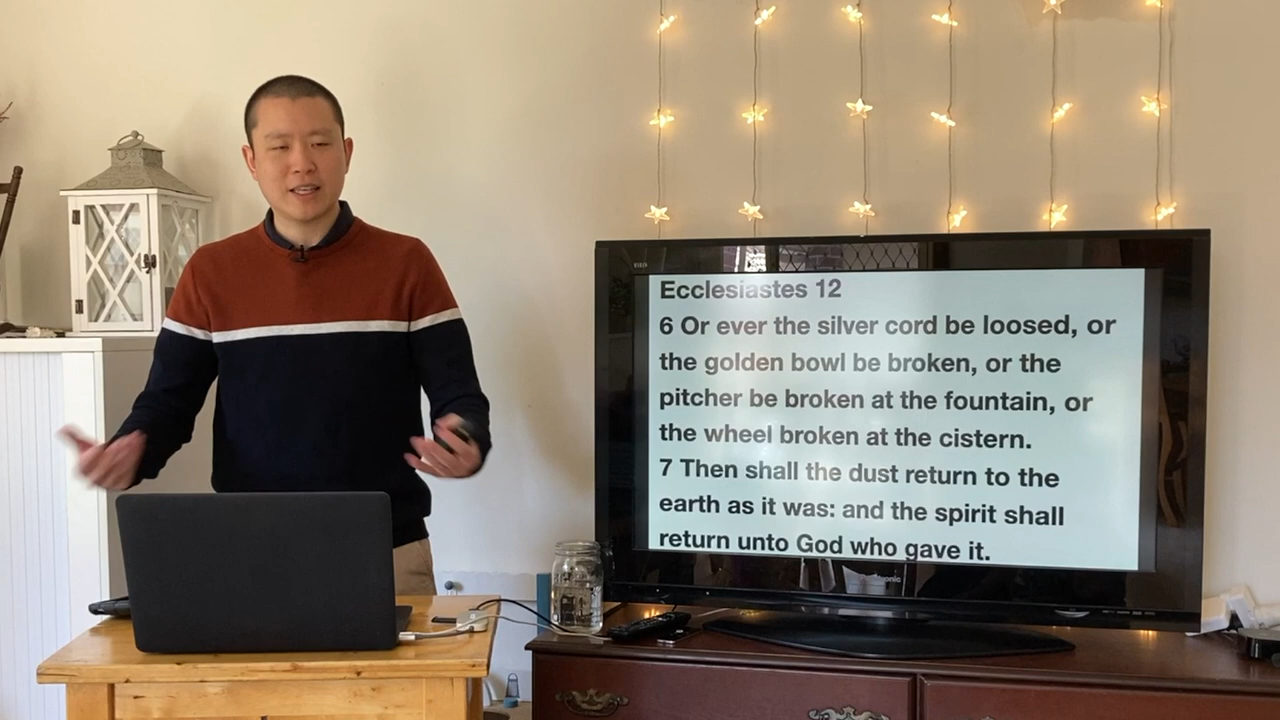 Ecclesiastes 12
6 Or ever the silver cord be loosed, or
the golden bowl be broken, or the
pitcher be broken at the fountain, or
the wheel broken at the cistern.
7 Then shall the dust return to the
earth as it was: and the spirit shall
return unto God who gave it.